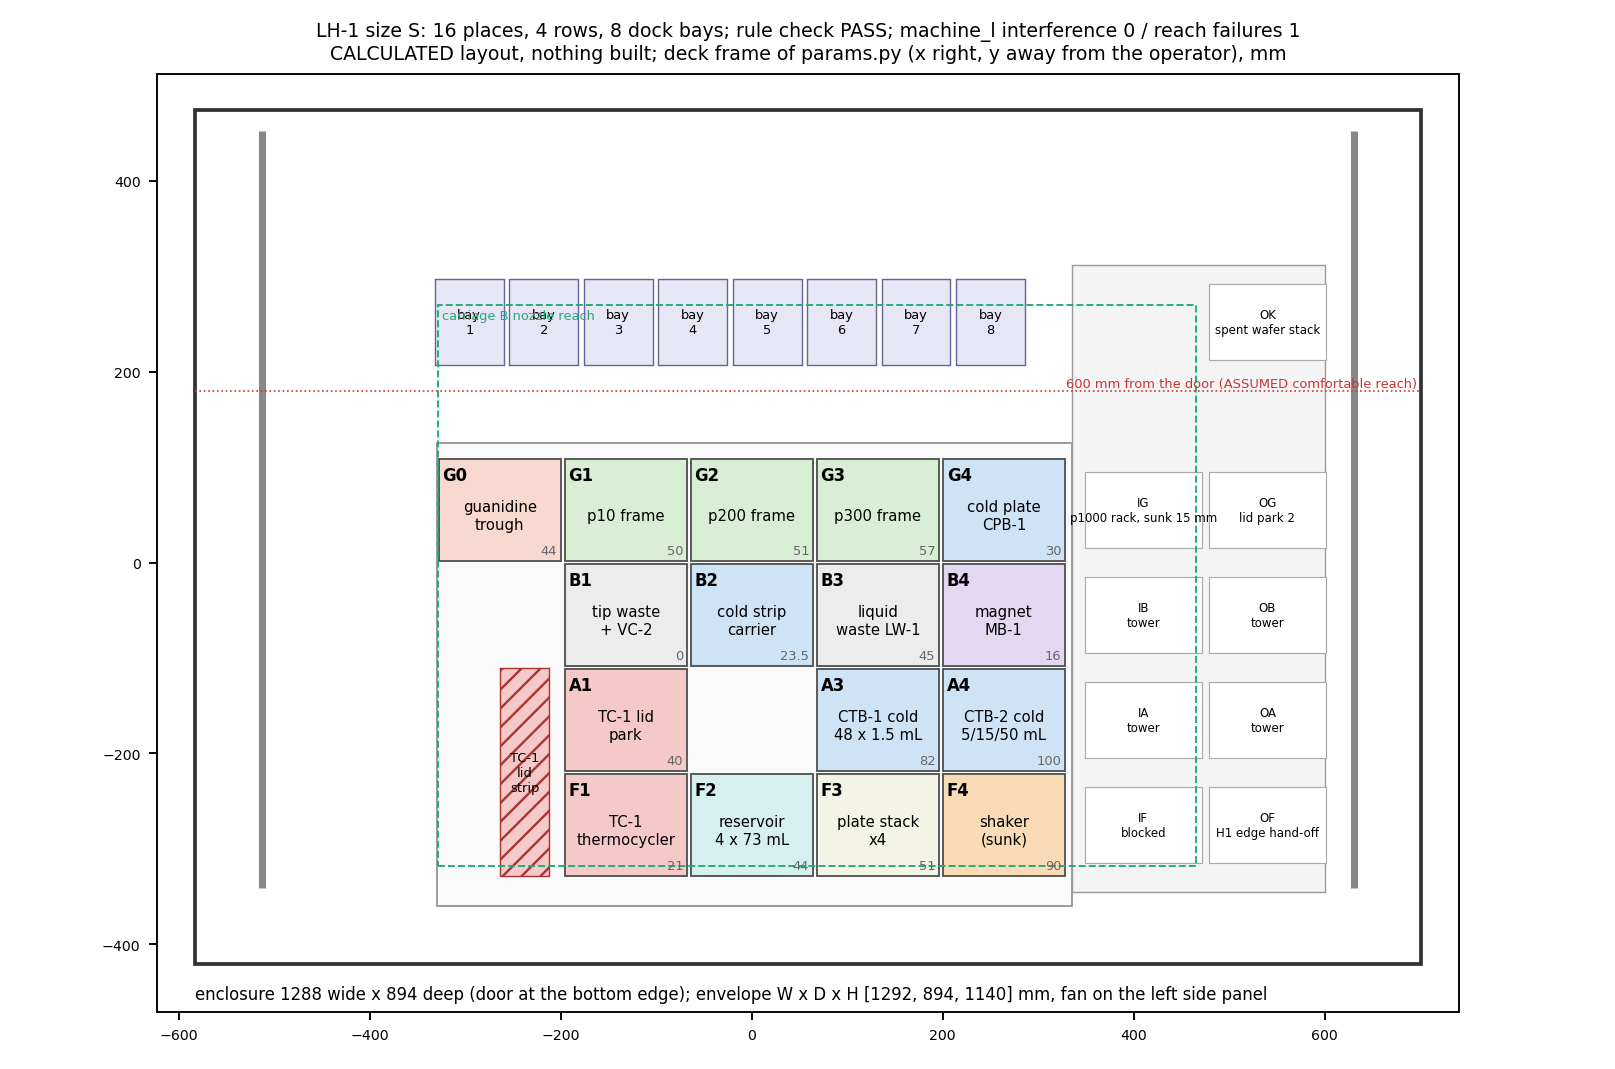 LH-1 size S: 16 places, 4 rows, 8 dock bays; rule check PASS; machine_l interference 0 / reach failures 1
CALCULATED layout, nothing built; deck frame of params.py (x right, y away from the operator), mm
400
200
0
−200
−400
bay
1
bay
2
bay
3
bay
4
bay
5
bay
6
bay
7
bay
8
carriage B nozzle reach
OK
spent wafer stack
600 mm from the door (ASSUMED comfortable reach)
G0
guanidine
trough
44
G1
p10 frame
50
G2
p200 frame
51
G3
p300 frame
57
G4
cold plate
CPB-1
30
IG
p1000 rack, sunk 15 mm
OG
lid park 2
B1
tip waste
+ VC-2
0
B2
cold strip
carrier
23.5
B3
liquid
waste LW-1
45
B4
magnet
MB-1
16
IB
tower
OB
tower
TC-1
lid
strip
A1
TC-1 lid
park
40
A3
CTB-1 cold
48 x 1.5 mL
82
A4
CTB-2 cold
5/15/50 mL
100
IA
tower
OA
tower
F1
TC-1
thermocycler
21
F2
reservoir
4 x 73 mL
44
F3
plate stack
x4
51
F4
shaker
(sunk)
90
IF
blocked
OF
H1 edge hand-off
enclosure 1288 wide x 894 deep (door at the bottom edge); envelope W x D x H [1292, 894, 1140] mm, fan on the left side panel
−600
−400
−200
0
200
400
600